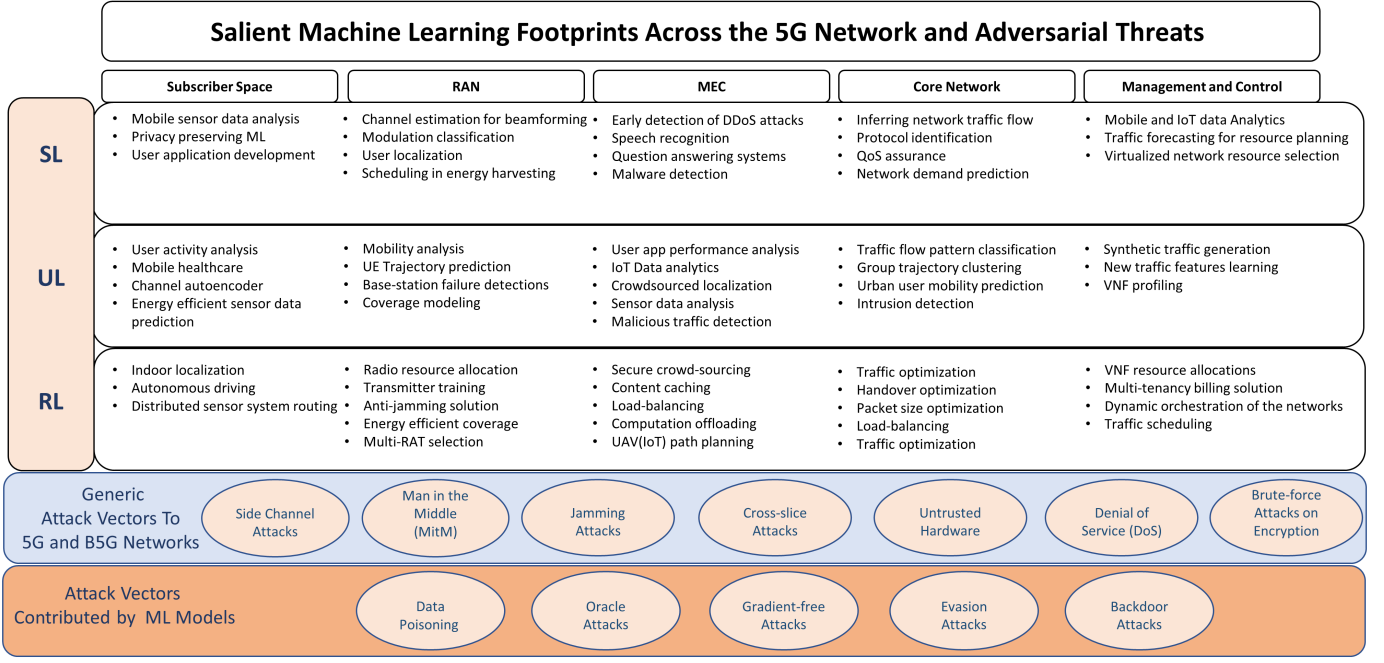 Salient Machine Learning Footprints Across the 5G Network and Adversarial Threats
Subscriber Space
RAN
MEC
Core Network
Management and Control
SL
• Mobile sensor data analysis
• Privacy preserving ML
• User application development
• Channel estimation for beamforming
• Modulation classification
• User localization
• Scheduling in energy harvesting
• Early detection of DDoS attacks
• Speech recognition
• Question answering systems
• Malware detection
• Inferring network traffic flow
• Protocol identification
• QoS assurance
• Network demand prediction
• Mobile and IoT data Analytics
• Traffic forecasting for resource planning
• Virtualized network resource selection
UL
• User activity analysis
• Mobile healthcare
• Channel autoencoder
• Energy efficient sensor data
prediction
• Mobility analysis
• UE Trajectory prediction
• Base-station failure detections
• Coverage modeling
• User app performance analysis
• IoT Data analytics
• Crowdsourced localization
• Sensor data analysis
• Malicious traffic detection
• Traffic flow pattern classification
• Group trajectory clustering
• Urban user mobility prediction
• Intrusion detection
• Synthetic traffic generation
• New traffic features learning
• VNF profiling
RL
• Indoor localization
• Autonomous driving
• Distributed sensor system routing
• Radio resource allocation
• Transmitter training
• Anti-jamming solution
• Energy efficient coverage
• Multi-RAT selection
• Secure crowd-sourcing
• Content caching
• Load-balancing
• Computation offloading
• UAV(IoT) path planning
• Traffic optimization
• Handover optimization
• Packet size optimization
• Load-balancing
• Traffic optimization
• VNF resource allocations
• Multi-tenancy billing solution
• Dynamic orchestration of the networks
• Traffic scheduling
Generic
Attack Vectors To
5G and B5G Networks
Side Channel
Attacks
Man in the
Middle
(MitM)
Jamming
Attacks
Cross-slice
Attacks
Untrusted
Hardware
Denial of
Service (DoS)
Brute-force
Attacks on
Encryption
Attack Vectors
Contributed by ML Models
Data
Poisoning
Oracle
Attacks
Gradient-free
Attacks
Evasion
Attacks
Backdoor
Attacks